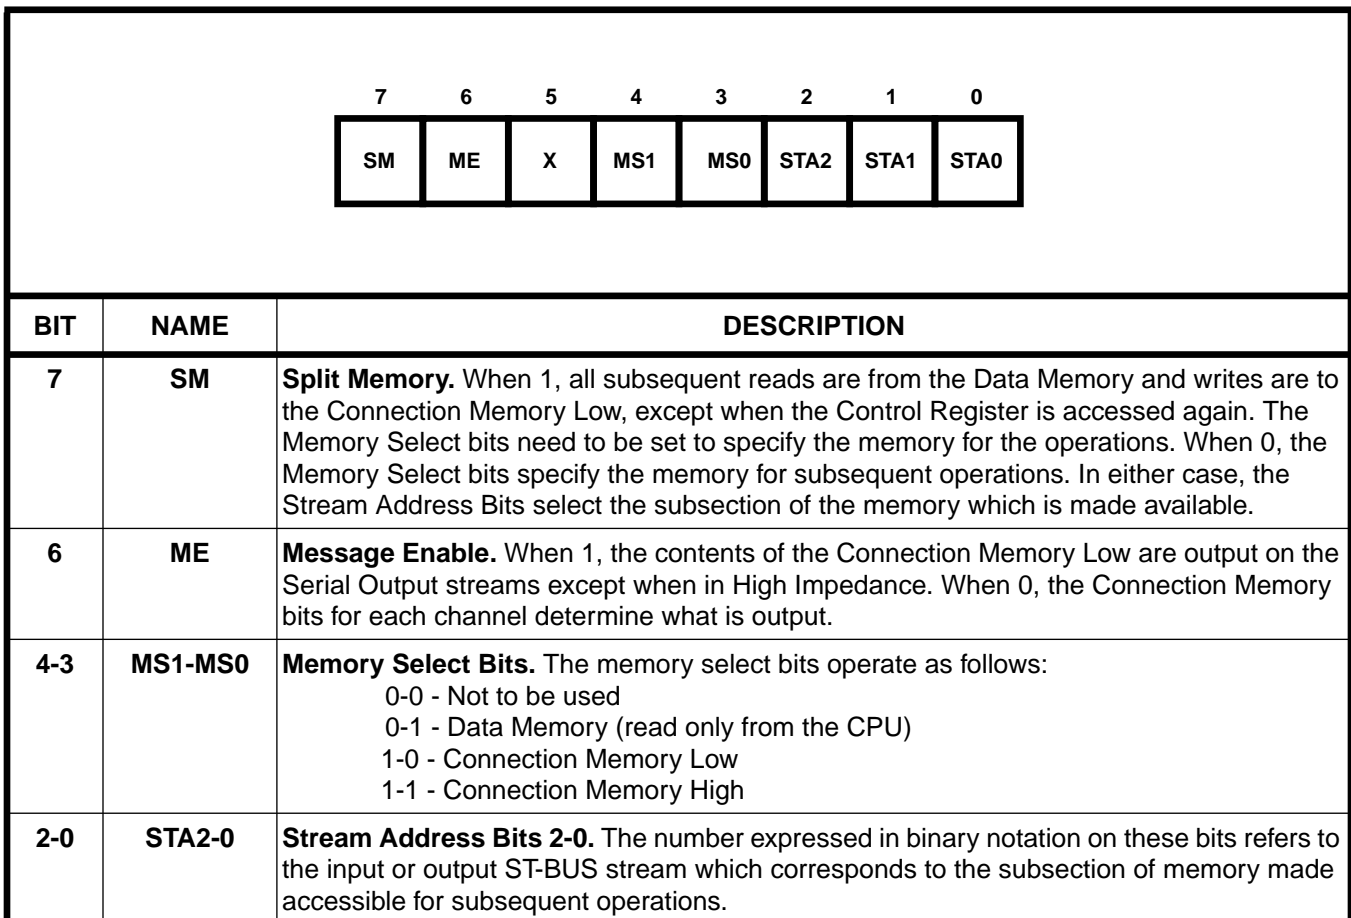 7 6 5 4 3 2 1 0
SM ME X MS1 MS0 STA2 STA1 STA0
BIT NAME DESCRIPTION
7 SM Split Memory. When 1, all subsequent reads are from the Data Memory and writes are to
the Connection Memory Low, except when the Control Register is accessed again. The
Memory Select bits need to be set to specify the memory for the operations. When 0, the
Memory Select bits specify the memory for subsequent operations. In either case, the
Stream Address Bits select the subsection of the memory which is made available.
6 ME Message Enable. When 1, the contents of the Connection Memory Low are output on the
Serial Output streams except when in High Impedance. When 0, the Connection Memory
bits for each channel determine what is output.
4-3 MS1-MS0 Memory Select Bits. The memory select bits operate as follows:
0-0 - Not to be used
0-1 - Data Memory (read only from the CPU)
1-0 - Connection Memory Low
1-1 - Connection Memory High
2-0 STA2-0 Stream Address Bits 2-0. The number expressed in binary notation on these bits refers to
the input or output ST-BUS stream which corresponds to the subsection of memory made
accessible for subsequent operations.